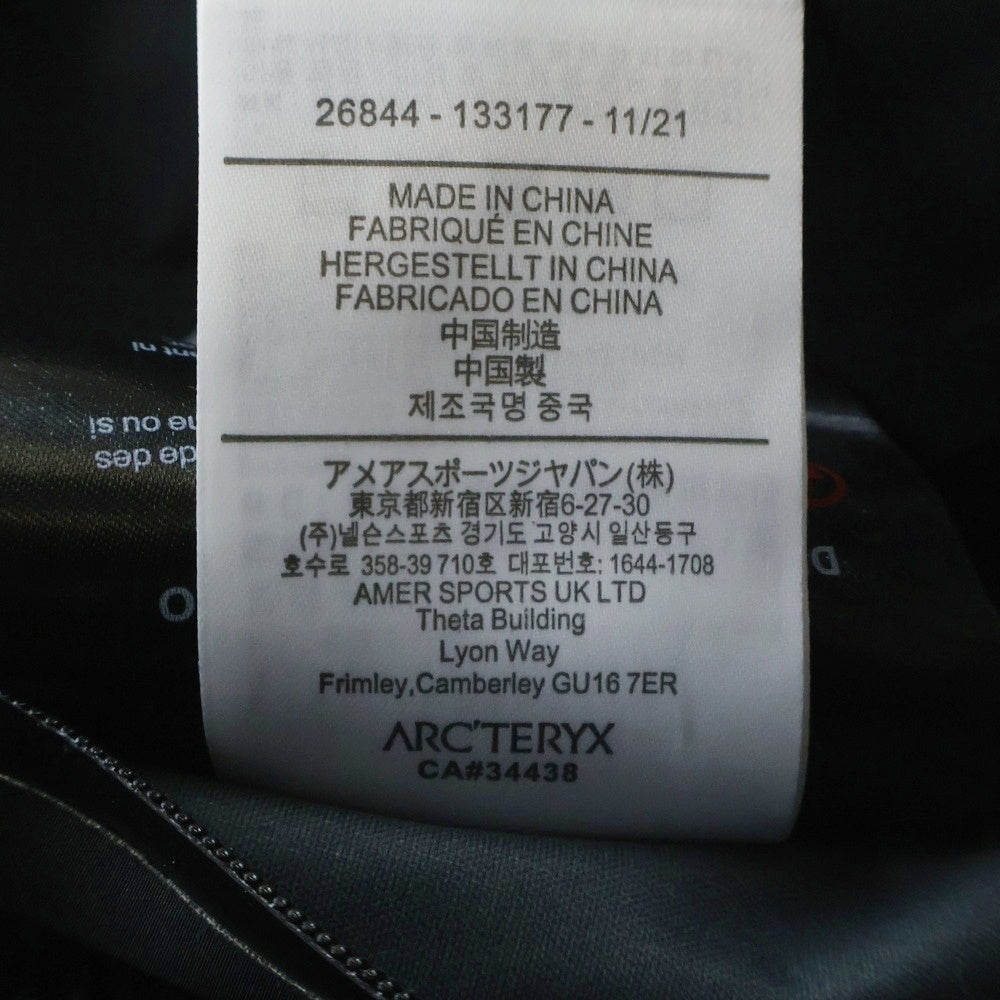 26844 - 133177 - 11/21
MADE IN CHINA
FABRIQUÉ EN CHINE
HERGESTELLT IN CHINA
FABRICADO EN CHINA
中国制造
中国製
제조국명 중국
アメアスポーツジャパン(株)
東京都新宿区新宿6-27-30
(주)넬슨스포츠 경기도 고양시 일산동구
호수로 358-39 710호 대표번호: 1644-1708
AMER SPORTS UK LTD
Theta Building
Lyon Way
Frimley,Camberley GU16 7ER
ARC'TERYX
CA#34438
ou si
de des